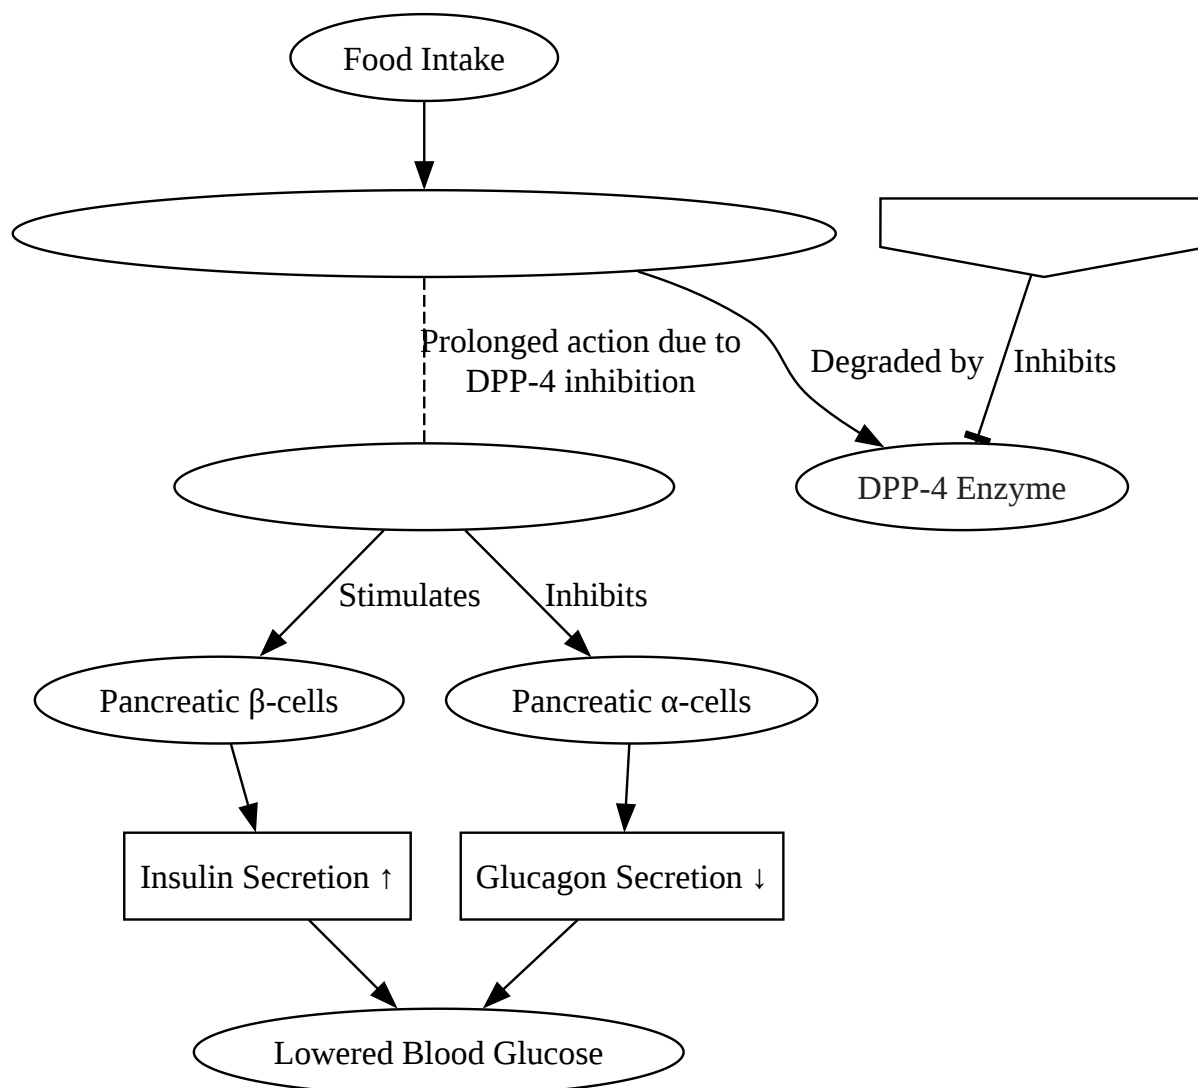 Food Intake
Prolonged action due to
DPP-4 inhibition
Degraded by
Inhibits
DPP-4 Enzyme
Stimulates
Inhibits
Pancreatic β-cells
Pancreatic α-cells
Insulin Secretion ↑
Glucagon Secretion ↓
Lowered Blood Glucose